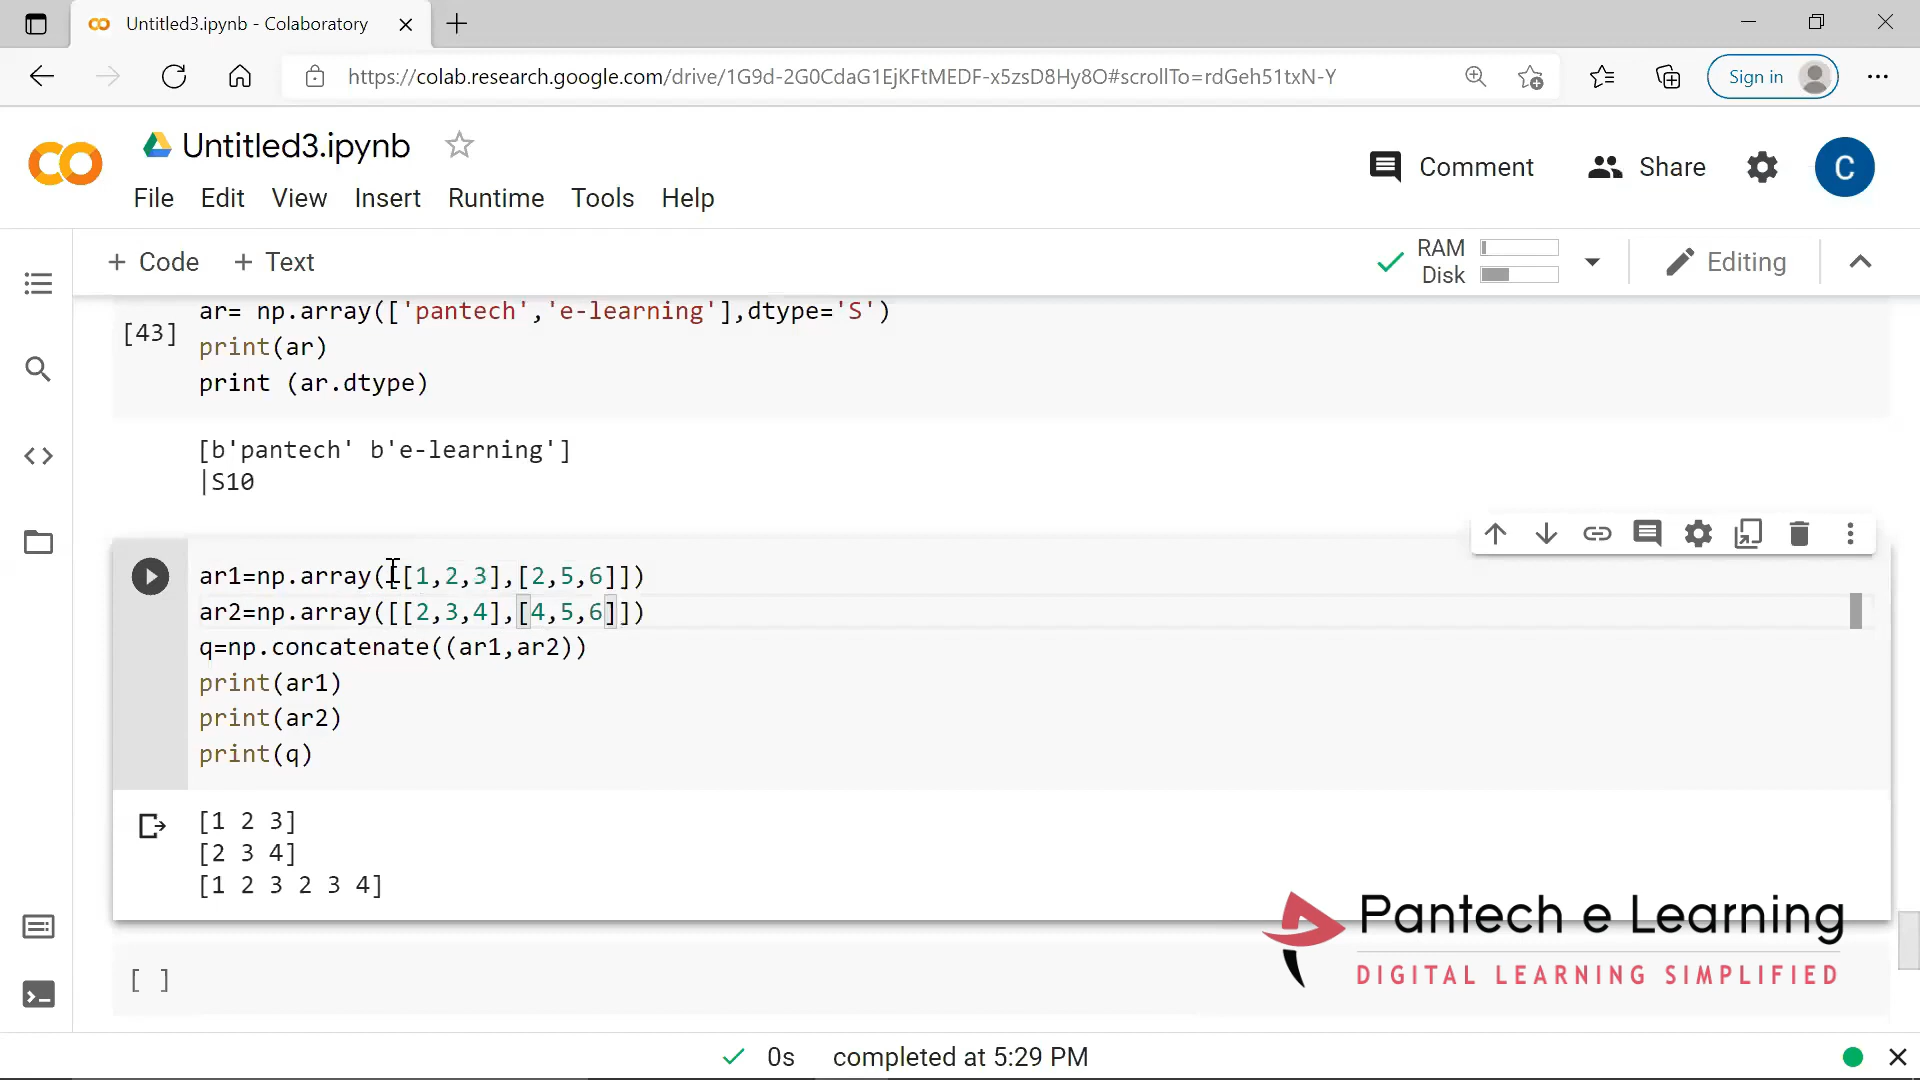 Untitled3.ipynb - Colaboratory
https://colab.research.google.com/drive/1G9d-2G0CdaG1EjKFtMEDF-x5zsD8Hy8O#scrollTo=rdGeh51txN-Y
Sign in
CO
Untitled3.ipynb
File Edit View Insert Runtime Tools Help
Comment
Share
C
+ Code + Text
RAM
Disk
Editing
[43]
ar= np.array(['pantech','e-learning'],dtype='S')
print(ar)
print (ar.dtype)
[b'pantech' b'e-learning']
|S10
ar1=np.array([[1,2,3],[2,5,6]])
ar2=np.array([[2,3,4],[4,5,6]])
q=np.concatenate((ar1,ar2))
print(ar1)
print(ar2)
print(q)
[1 2 3]
[2 3 4]
[1 2 3 2 3 4]
Pantech e Learning
DIGITAL LEARNING SIMPLIFIED
[ ]
0s completed at 5:29 PM